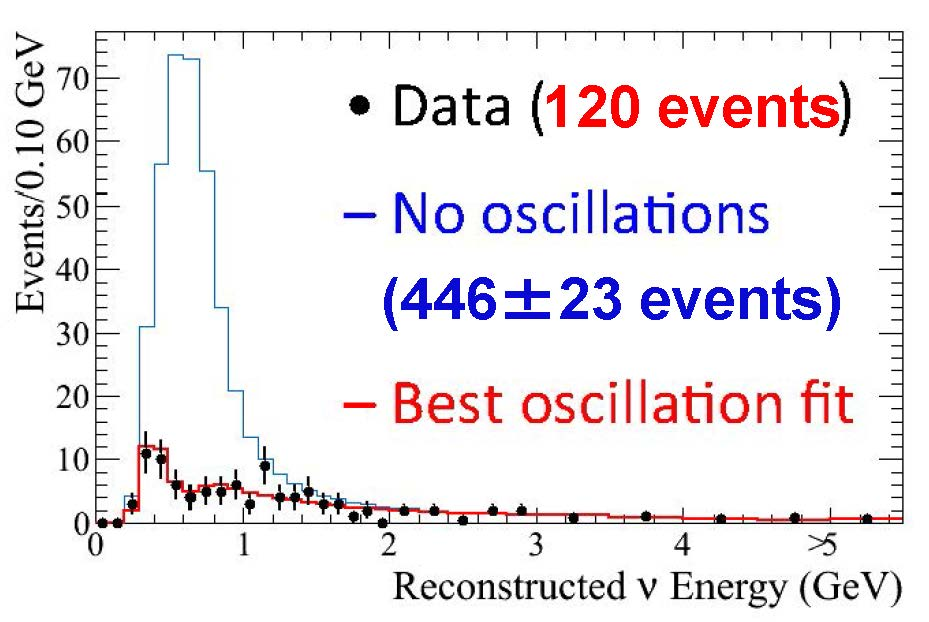 Events/0.10 GeV
70
60
50
40
30
20
10
0
● Data (120 events)
– No oscillations
(446±23 events)
– Best oscillation fit
0 1 2 3 4 >5
Reconstructed ν Energy (GeV)